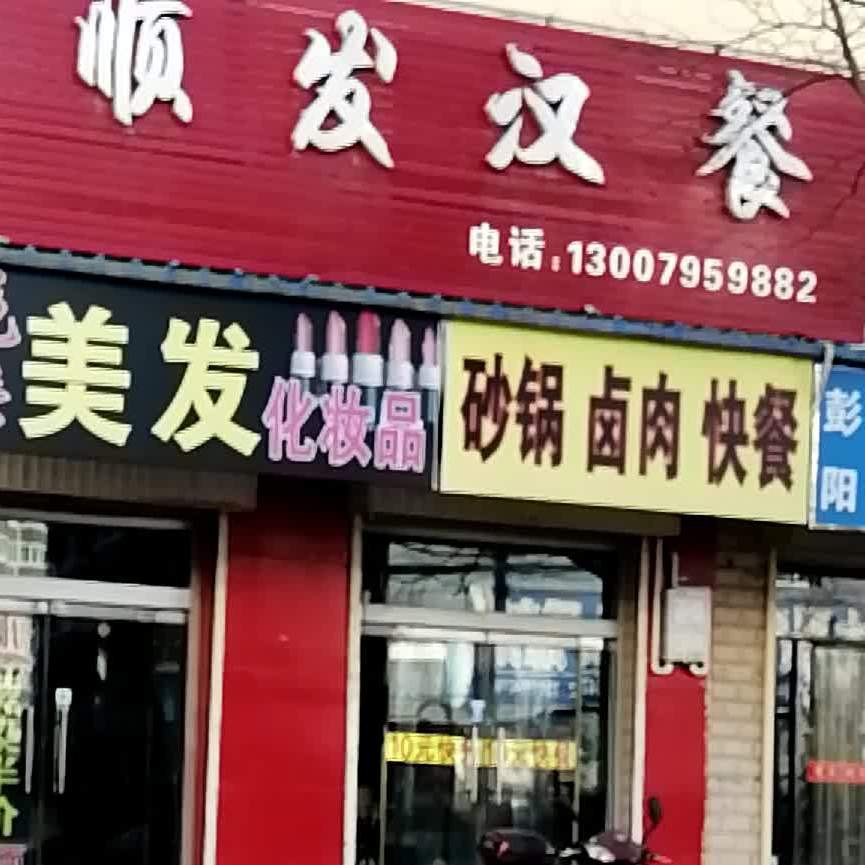 顺发汉餐
电话:13007959882
美发
化妆品
砂锅 卤肉 快餐
彭阳